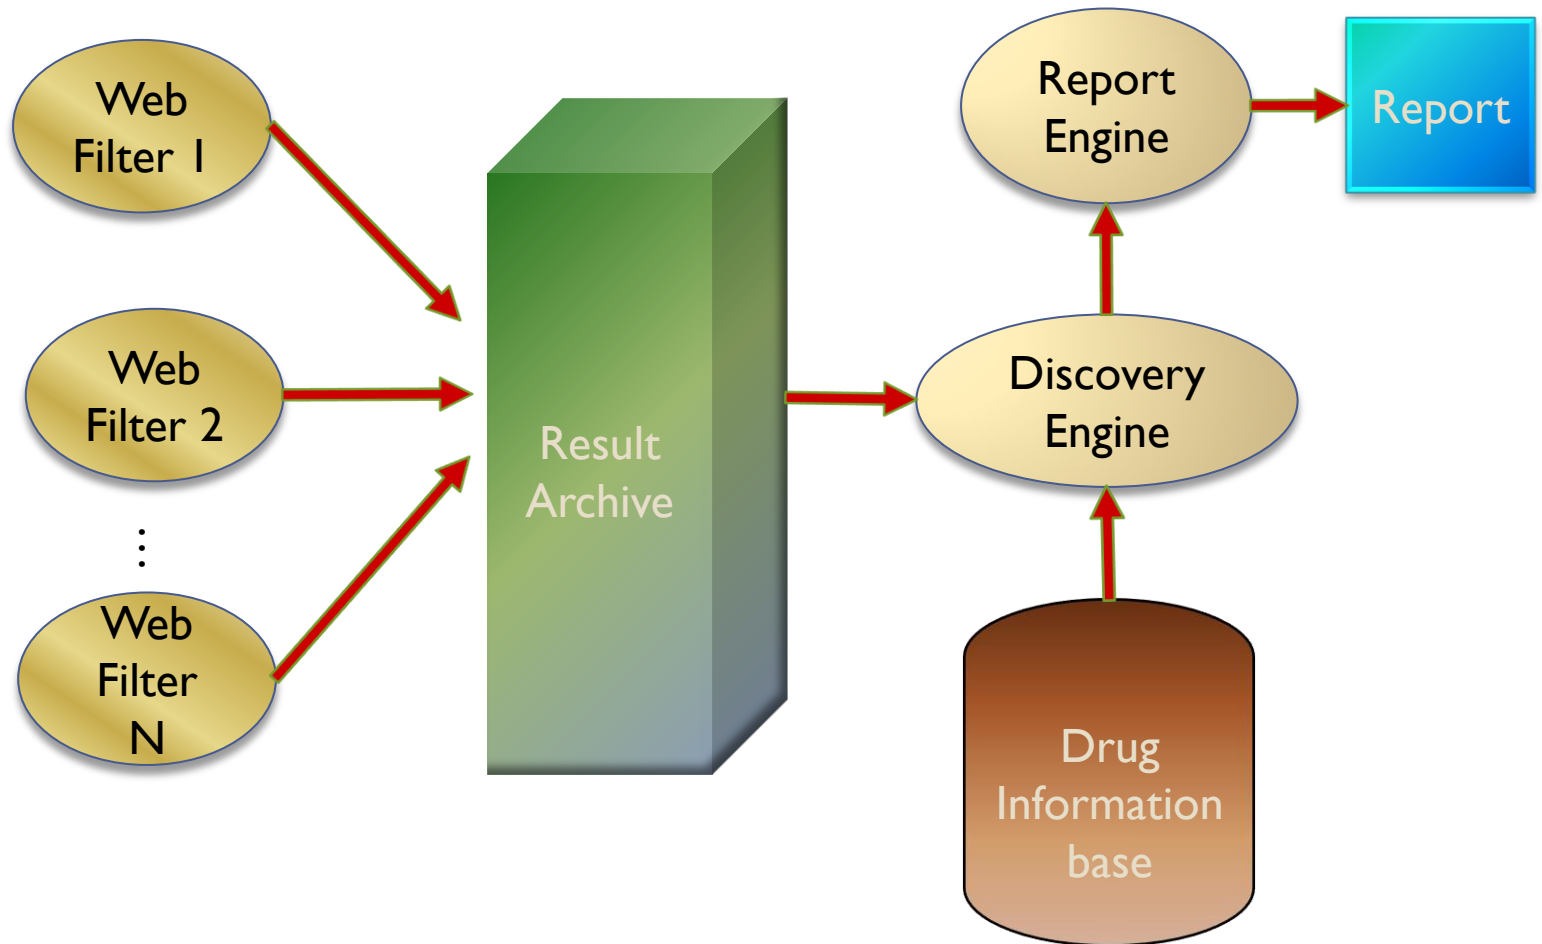 Web
Filter 1
Web
Filter 2
⋮
Web
Filter
N
Result
Archive
Report
Engine
Report
Discovery
Engine
Drug
Information
base